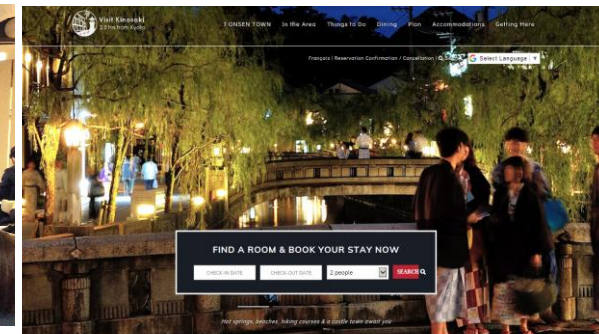 Visit Kinosaki
2.5 hrs from Kyoto
7 ONSEN TOWN In the Area Things to Do Dining Plan Accommodations Getting Here
Français | Reservation Confirmation / Cancellation |
G Select Language ▼
FIND A ROOM & BOOK YOUR STAY NOW
CHECK-IN DATE CHECK-OUT DATE 2 people SEARCH
Hot springs, beaches, hiking courses & a castle town await you